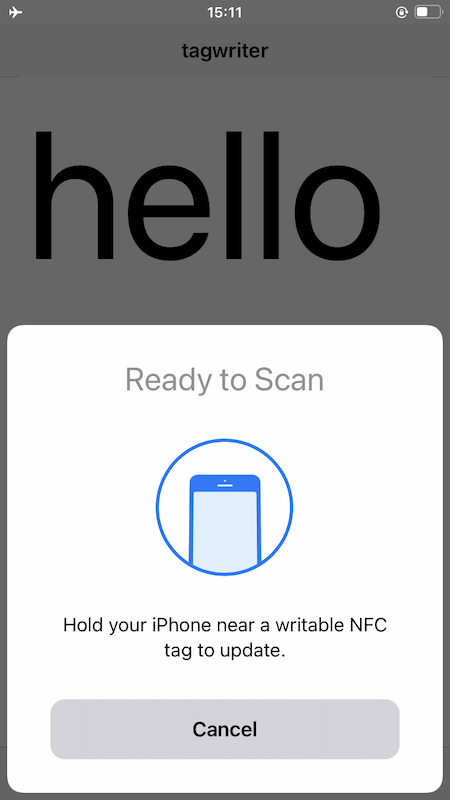 15:11
tagwriter
hello
Ready to Scan
Hold your iPhone near a writable NFC
tag to update.
Cancel